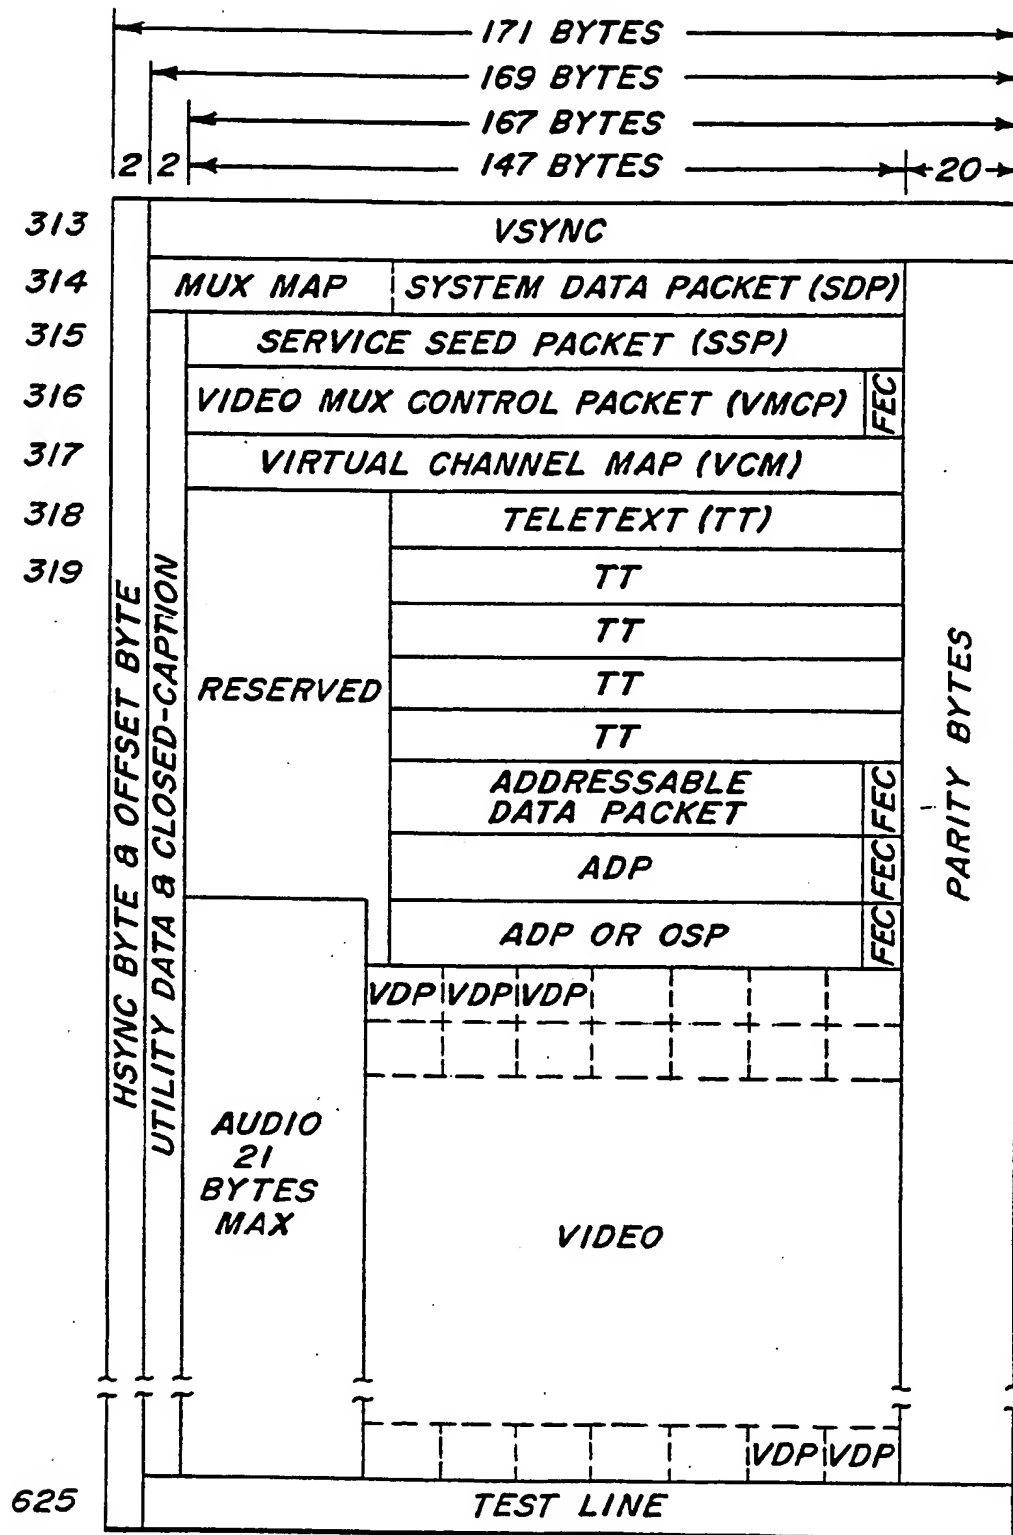 171 BYTES
169 BYTES
167 BYTES
2 2 147 BYTES 20
313 VSYNC
314 MUX MAP SYSTEM DATA PACKET (SDP)
315 SERVICE SEED PACKET (SSP)
316 VIDEO MUX CONTROL PACKET (VMCP) FEC
317 VIRTUAL CHANNEL MAP (VCM)
318 TELETEXT (TT)
319 TT
TT
RESERVED TT
TT
ADDRESSABLE
DATA PACKET FEC
ADP FEC
ADP OR OSP FEC
HSYNC BYTE & OFFSET BYTE
UTILITY DATA & CLOSED-CAPTION
PARITY BYTES
VDP VDP VDP
AUDIO
21
BYTES
MAX
VIDEO
VDP VDP
625 TEST LINE